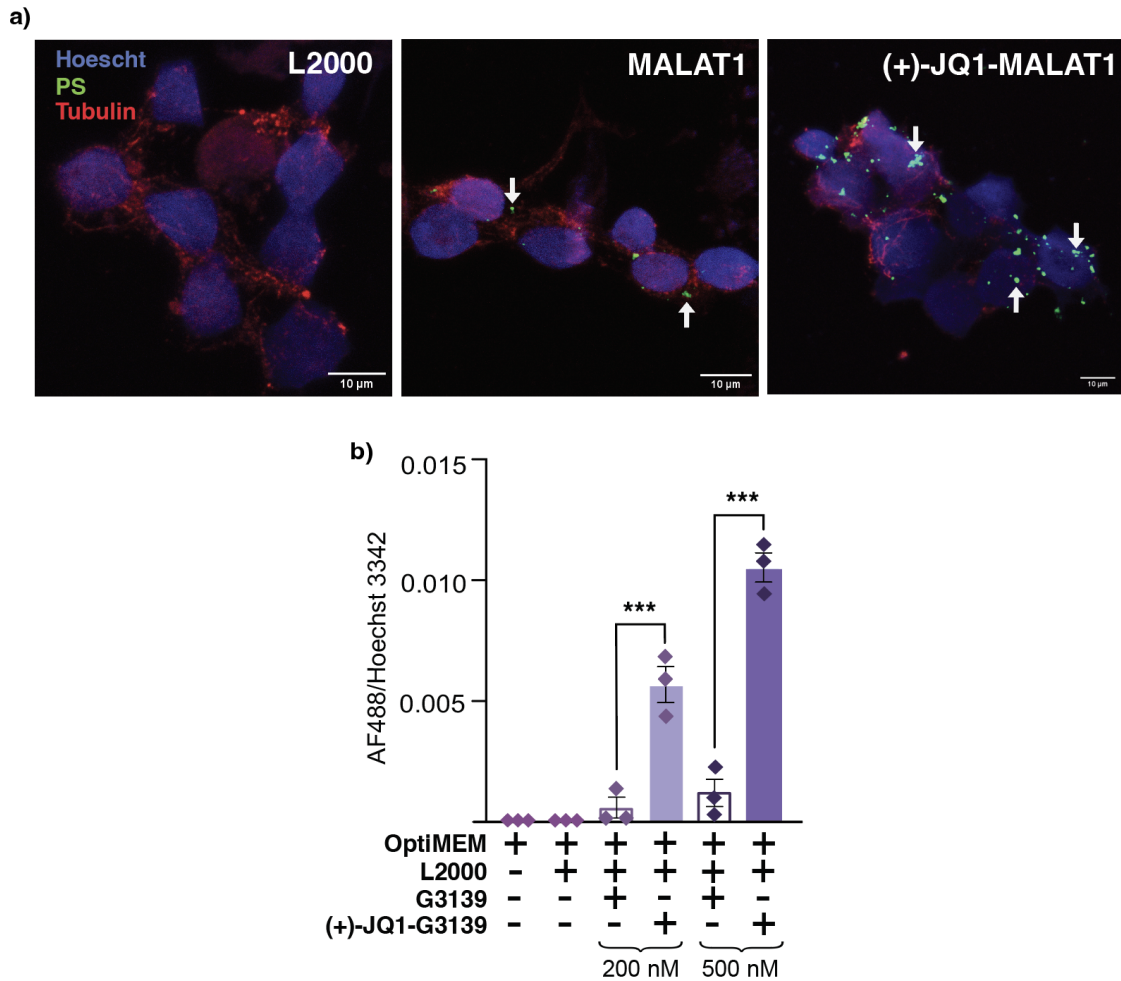 a)
Hoescht
PS
Tubulin
L2000
10 µm
MALAT1
10 µm
(+)-JQ1-MALAT1
10 µm
b)
AF488/Hoechst 3342
0.015
0.010
0.005
***
***
OptiMEM + + + + + +
L2000 - + + + + +
G3139 - - + - + -
(+)-JQ1-G3139 - - - + - +
200 nM 500 nM